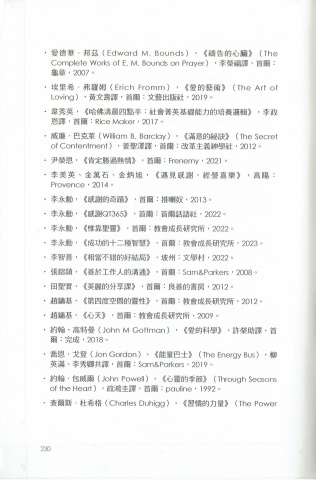 ・愛德華．邦茲（Edward M. Bounds），《禱告的心臟》（The
Complete Works of E. M. Bounds on Prayer），李榮福譯，首爾：
龜章，2007。
・埃里希．弗羅姆（Erich Fromm），《愛的藝術》（The Art of
Loving），黃文壽譯，首爾：文藝出版社，2019。
・韋秀英，《哈佛清晨四點半：社會菁英基礎能力的培養邏輯》，李政
恩譯，首爾：Rice Maker，2017。
・威廉．巴克萊（William B. Barclay），《滿意的秘訣》（The Secret
of Contentment），姜聖澤譯，首爾：改革主義神學社，2012。
・尹榮恩，《肯定勝過熱情》，首爾：Frenemy，2021。
・李美英、金萬石、金炳旭，《遇見感謝，經營喜樂》，高陽：
Provence，2014。
・李永勳，《感謝的奇蹟》，首爾：推喇奴，2013。
・李永勳，《感謝QT365》，首爾：首爾話語社，2022。
・李永勳，《惟靠聖靈》，首爾：教會成長研究所，2022。
・李永勳，《成功的十二種智慧》，首爾：教會成長研究所，2023。
・李智善，《相當不錯的好結局》，坡州：文學村，2022。
・張鎔鎮，《善於工作人的溝通》，首爾：Sam&Parkers，2008。
・田聖實，《美麗的分享課》，首爾：良善的書房，2012。
・趙鏞基，《第四度空間的靈性》，首爾：教會成長研究所，2012。
・趙鏞基，《心天》，首爾：教會成長研究所，2009。
・約翰．高特曼（John M Gottman），《愛的科學》，許榮助譯，首
爾：完成，2018。
・喬恩．戈登（Jon Gordon），《能量巴士》（The Energy Bus），柳
英滿、李秀卿共譯，首爾：Sam&Parkers，2019。
・約翰．包威爾（John Powell），《心靈的季節》（Through Seasons
of the Heart），政鴻圭譯，首爾：pauline，1992。
・查爾斯．杜希格（Charles Duhigg），《習慣的力量》（The Power
230